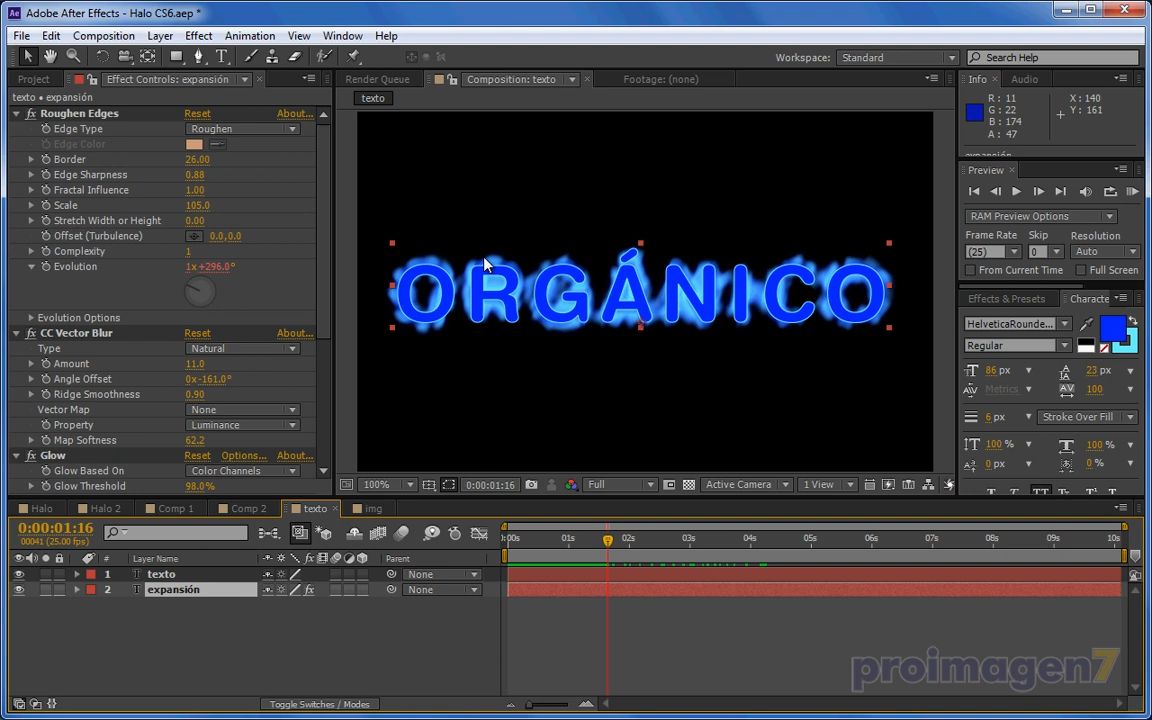 Adobe After Effects - Halo CS6.aep *
File Edit Composition Layer Effect Animation View Window Help
Workspace: Standard Search Help
Project Effect Controls: expansión Render Queue Composition: texto Footage: (none) Info Audio
texto • expansión texto
R: 11 X: 140
G: 22 Y: 161
B: 174
A: 47
expansión
fx Roughen Edges Reset About...
Edge Type Roughen
Edge Color
Border 26.00
Edge Sharpness 0.88
Fractal Influence 1.00
Scale 105.0
Stretch Width or Height 0.00
Offset (Turbulence) 0.0,0.0
Complexity 1
Evolution 1x+296.0°
Evolution Options
fx CC Vector Blur Reset About...
Type Natural
Amount 11.0
Angle Offset 0x-161.0°
Ridge Smoothness 0.90
Vector Map None
Property Luminance
Map Softness 62.2
fx Glow Reset Options... About...
Glow Based On Color Channels
Glow Threshold 98.0%
ORGÁNICO
100% 0:00:01:16 Full Active Camera 1 View
Preview
RAM Preview Options
Frame Rate Skip Resolution
(25) 0 Auto
From Current Time Full Screen
Effects & Presets Characte
HelveticaRounde...
Regular
86 px 23 px
Metrics 100
6 px Stroke Over Fill
100 % 100 %
0 px 0 %
Halo Halo 2 Comp 1 Comp 2 texto img
0:00:01:16
00041 (25.00 fps)
# Layer Name Parent
1 texto None
2 expansión None
0:00s 01s 02s 03s 04s 05s 06s 07s 08s 09s 10s
Toggle Switches / Modes
proimagen7